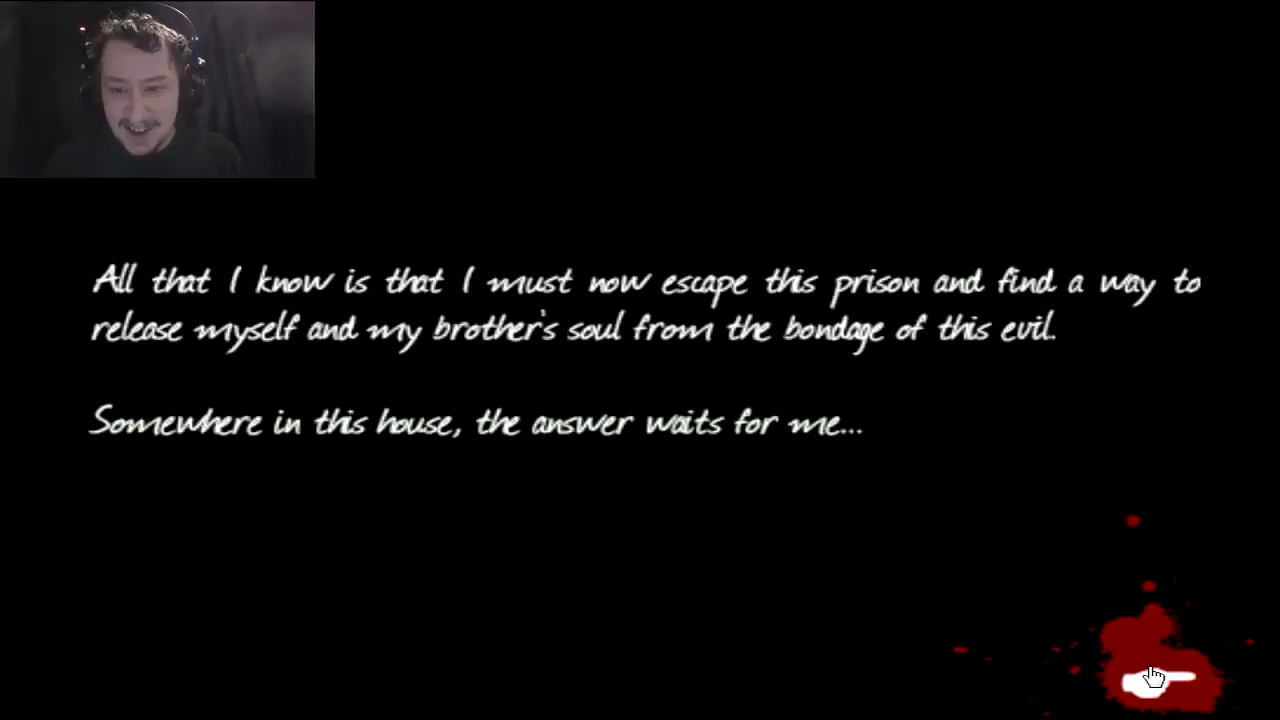 All that I know is that I must now escape this prison and find a way to
release myself and my brother's soul from the bondage of this evil.
Somewhere in this house, the answer waits for me...